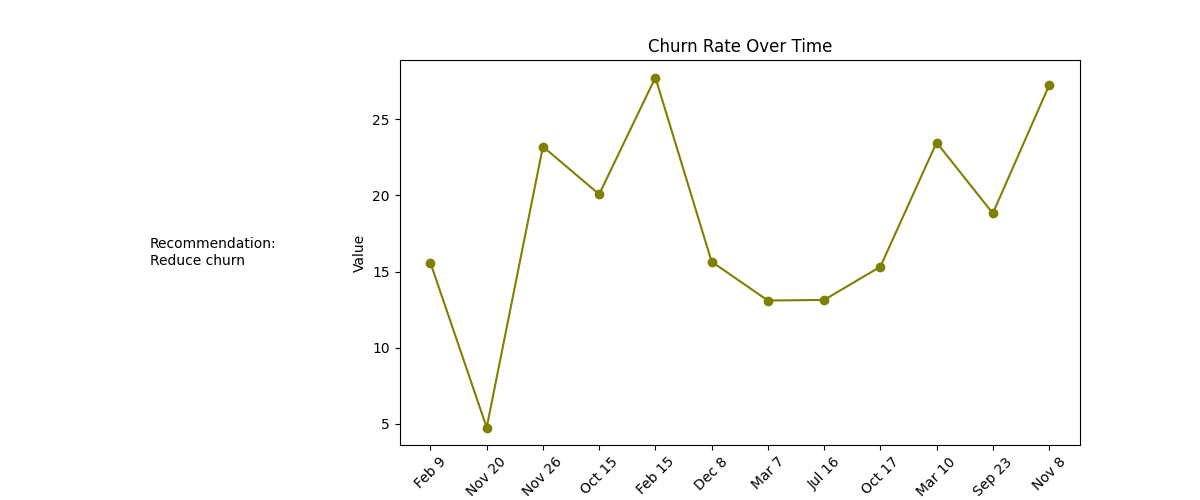 Churn Rate Over Time
Recommendation:
Reduce churn
Value
25
20
15
10
5
Feb 9
Nov 20
Nov 26
Oct 15
Feb 15
Dec 8
Mar 7
Jul 16
Oct 17
Mar 10
Sep 23
Nov 8